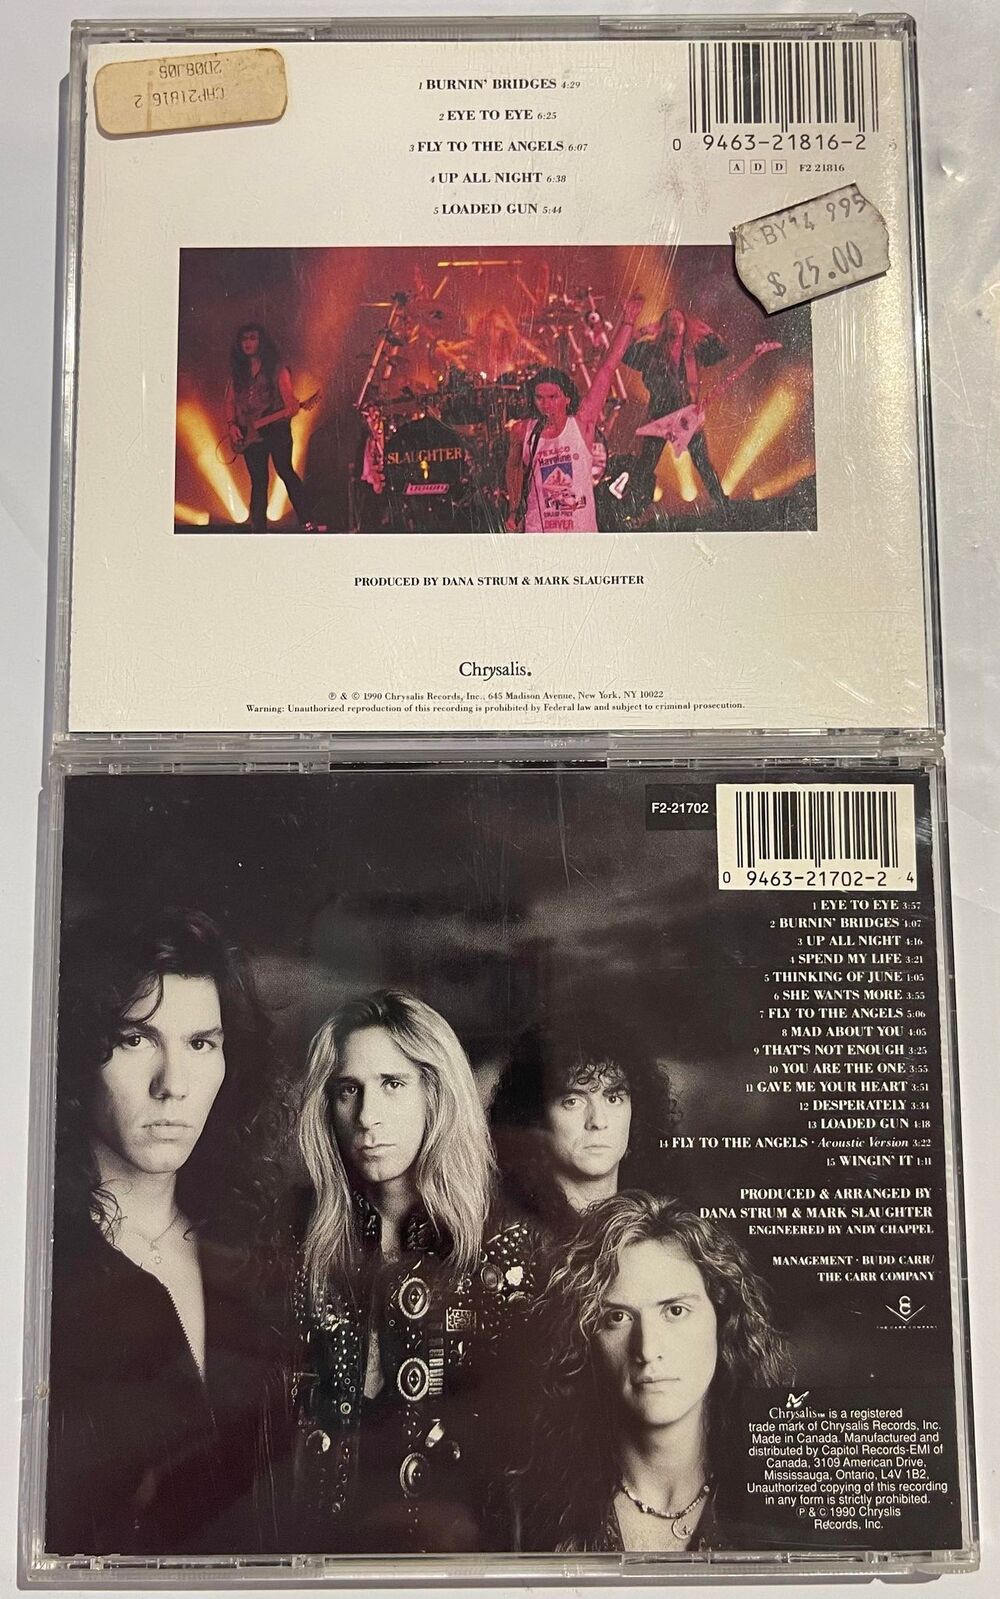 2D08J08
CAP21816 2
1 BURNIN' BRIDGES 4:29
2 EYE TO EYE 6:25
3 FLY TO THE ANGELS 6:07
4 UP ALL NIGHT 6:38
5 LOADED GUN 5:44
0 9463-21816-2
A D D F2 21816
$ 25.00
SLAUGHTER
TEXACO
Havoline
GRAND PRIX
DENVER
PRODUCED BY DANA STRUM & MARK SLAUGHTER
Chrysalis.
℗ & © 1990 Chrysalis Records, Inc., 645 Madison Avenue, New York, NY 10022
Warning: Unauthorized reproduction of this recording is prohibited by Federal law and subject to criminal prosecution.
F2-21702
0 9463-21702-2 4
1 EYE TO EYE 3:57
2 BURNIN' BRIDGES 4:07
3 UP ALL NIGHT 4:16
4 SPEND MY LIFE 3:21
5 THINKING OF JUNE 1:05
6 SHE WANTS MORE 3:55
7 FLY TO THE ANGELS 5:06
8 MAD ABOUT YOU 4:05
9 THAT'S NOT ENOUGH 3:25
10 YOU ARE THE ONE 3:55
11 GAVE ME YOUR HEART 3:51
12 DESPERATELY 3:34
13 LOADED GUN 4:18
14 FLY TO THE ANGELS · Acoustic Version 3:22
15 WINGIN' IT 1:11
PRODUCED & ARRANGED BY
DANA STRUM & MARK SLAUGHTER
ENGINEERED BY ANDY CHAPPEL
MANAGEMENT · BUDD CARR/
THE CARR COMPANY
THE CARR COMPANY
Chrysalis™ is a registered
trade mark of Chrysalis Records, Inc.
Made in Canada. Manufactured and
distributed by Capitol Records-EMI of
Canada, 3109 American Drive,
Mississauga, Ontario, L4V 1B2,
Unauthorized copying of this recording
in any form is strictly prohibited.
℗ & © 1990 Chryslis
Records, Inc.